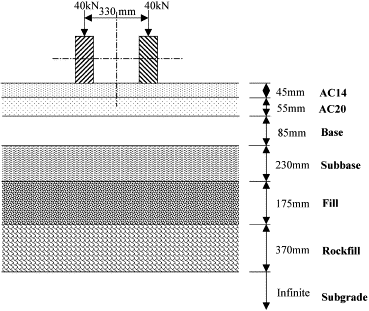 40kN 40kN
330 mm
45mm AC14
55mm AC20
85mm Base
230mm Subbase
175mm Fill
370mm Rockfill
Infinite Subgrade